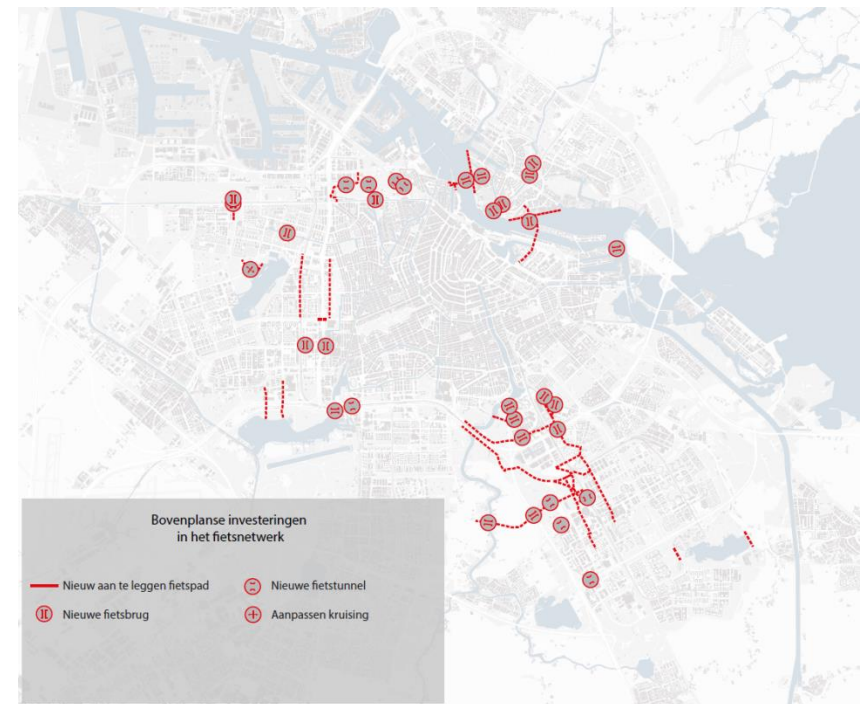 Bovenplanse investeringen
in het fietsnetwerk
Nieuw aan te leggen fietspad
Nieuwe fietstunnel
Nieuwe fietsbrug
Aanpassen kruising